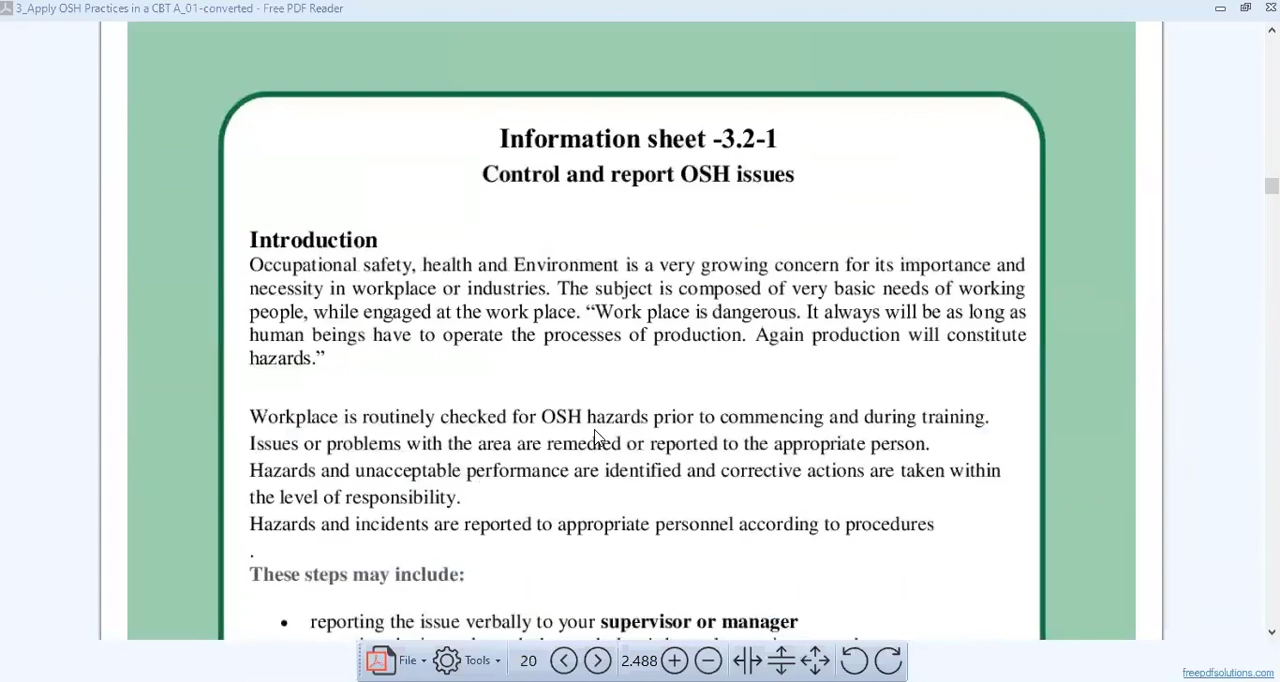 3_Apply OSH Practices in a CBT A_01-converted - Free PDF Reader
Information sheet -3.2-1
Control and report OSH issues
Introduction
Occupational safety, health and Environment is a very growing concern for its importance and
necessity in workplace or industries. The subject is composed of very basic needs of working
people, while engaged at the work place. “Work place is dangerous. It always will be as long as
human beings have to operate the processes of production. Again production will constitute
hazards.”
Workplace is routinely checked for OSH hazards prior to commencing and during training.
Issues or problems with the area are remedied or reported to the appropriate person.
Hazards and unacceptable performance are identified and corrective actions are taken within
the level of responsibility.
Hazards and incidents are reported to appropriate personnel according to procedures
.
These steps may include:
• reporting the issue verbally to your supervisor or manager
File Tools 20 2.488
freepdfsolutions.com